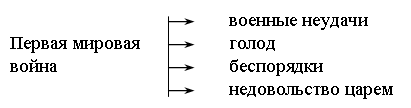 Первая мировая
война
военные неудачи
голод
беспорядки
недовольство царем